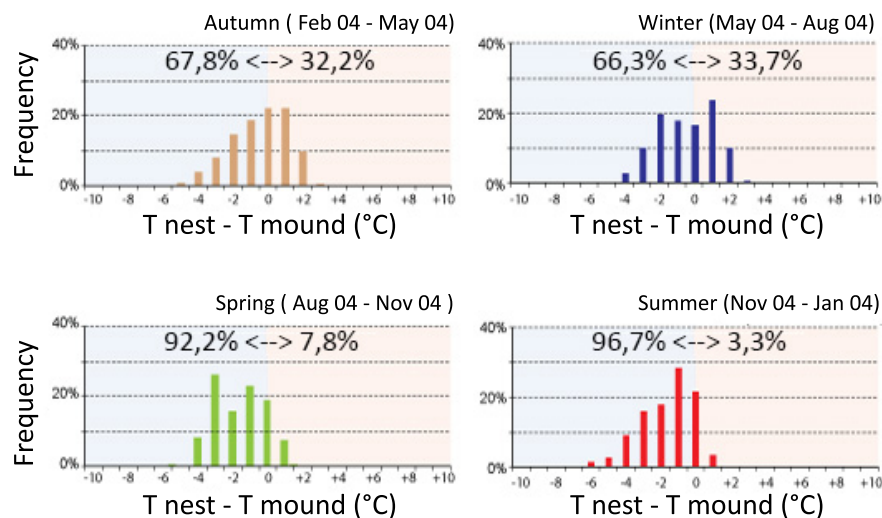 Autumn ( Feb 04 - May 04)
40%
67,8% <--> 32,2%
Frequency
20%
0%
-10 -8 -6 -4 -2 0 +2 +4 +6 +8 +10
T nest - T mound (°C)
Winter (May 04 - Aug 04)
40%
66,3% <--> 33,7%
20%
0%
-10 -8 -6 -4 -2 0 +2 +4 +6 +8 +10
T nest - T mound (°C)
Spring ( Aug 04 - Nov 04 )
40%
92,2% <--> 7,8%
Frequency
20%
0%
-10 -8 -6 -4 -2 0 +2 +4 +6 +8 +10
T nest - T mound (°C)
Summer (Nov 04 - Jan 04)
40%
96,7% <--> 3,3%
20%
0%
-10 -8 -6 -4 -2 0 +2 +4 +6 +8 +10
T nest - T mound (°C)